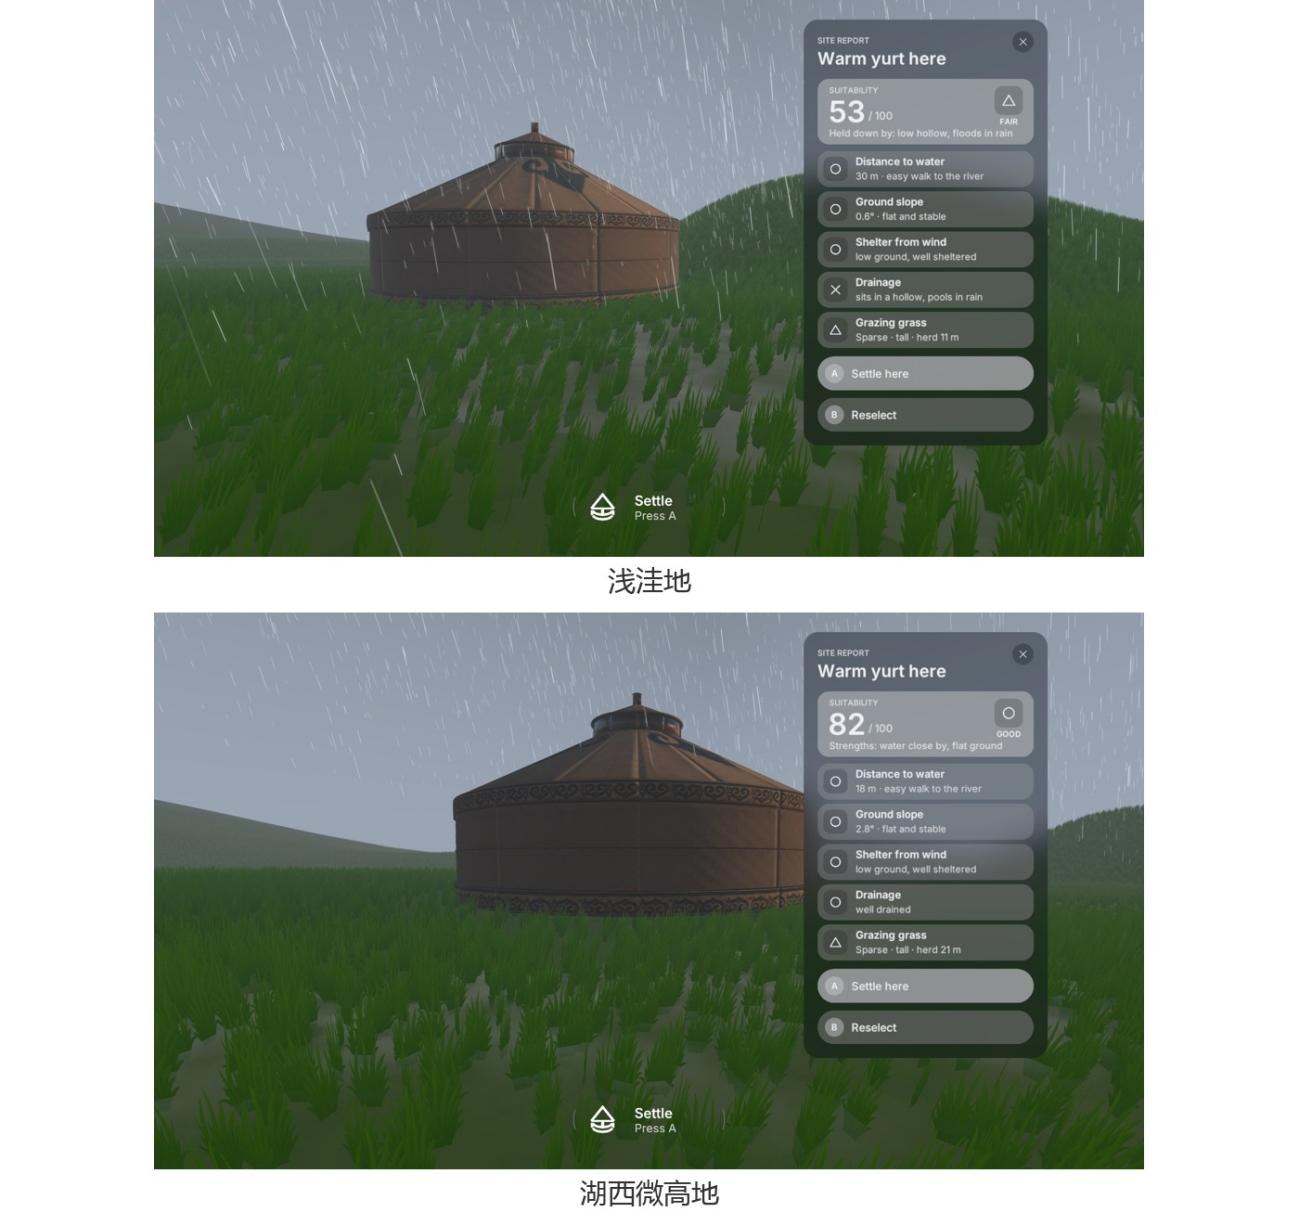 SITE REPORT
Warm yurt here
SUITABILITY
53 / 100
FAIR
Held down by: low hollow, floods in rain
Distance to water
30 m · easy walk to the river
Ground slope
0.6° · flat and stable
Shelter from wind
low ground, well sheltered
Drainage
sits in a hollow, pools in rain
Grazing grass
Sparse · tall · herd 11 m
A Settle here
B Reselect
Settle
Press A
浅洼地
SITE REPORT
Warm yurt here
SUITABILITY
82 / 100
GOOD
Strengths: water close by, flat ground
Distance to water
18 m · easy walk to the river
Ground slope
2.8° · flat and stable
Shelter from wind
low ground, well sheltered
Drainage
well drained
Grazing grass
Sparse · tall · herd 21 m
A Settle here
B Reselect
Settle
Press A
湖西微高地